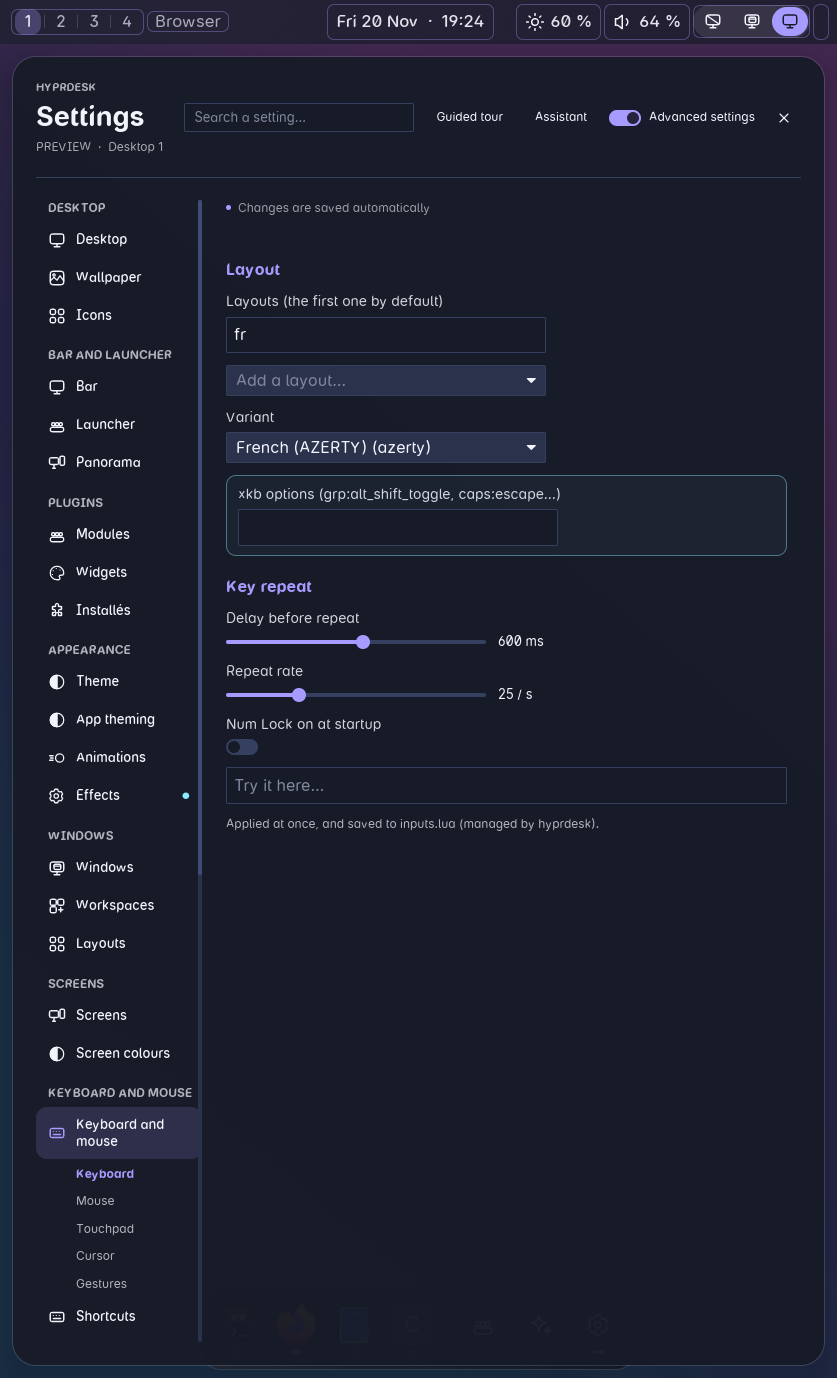 1 2 3 4 Browser Fri 20 Nov · 19:24 60 % 64 %
HYPRDESK
Settings
PREVIEW · Desktop 1
Search a setting...
Guided tour
Assistant
Advanced settings
DESKTOP
Desktop
Wallpaper
Icons
BAR AND LAUNCHER
Bar
Launcher
Panorama
PLUGINS
Modules
Widgets
Installés
APPEARANCE
Theme
App theming
Animations
Effects
WINDOWS
Windows
Workspaces
Layouts
SCREENS
Screens
Screen colours
KEYBOARD AND MOUSE
Keyboard and
mouse
Keyboard
Mouse
Touchpad
Cursor
Gestures
Shortcuts
Changes are saved automatically
Layout
Layouts (the first one by default)
fr
Add a layout...
Variant
French (AZERTY) (azerty)
xkb options (grp:alt_shift_toggle, caps:escape...)
Key repeat
Delay before repeat
600 ms
Repeat rate
25 / s
Num Lock on at startup
Try it here...
Applied at once, and saved to inputs.lua (managed by hyprdesk).